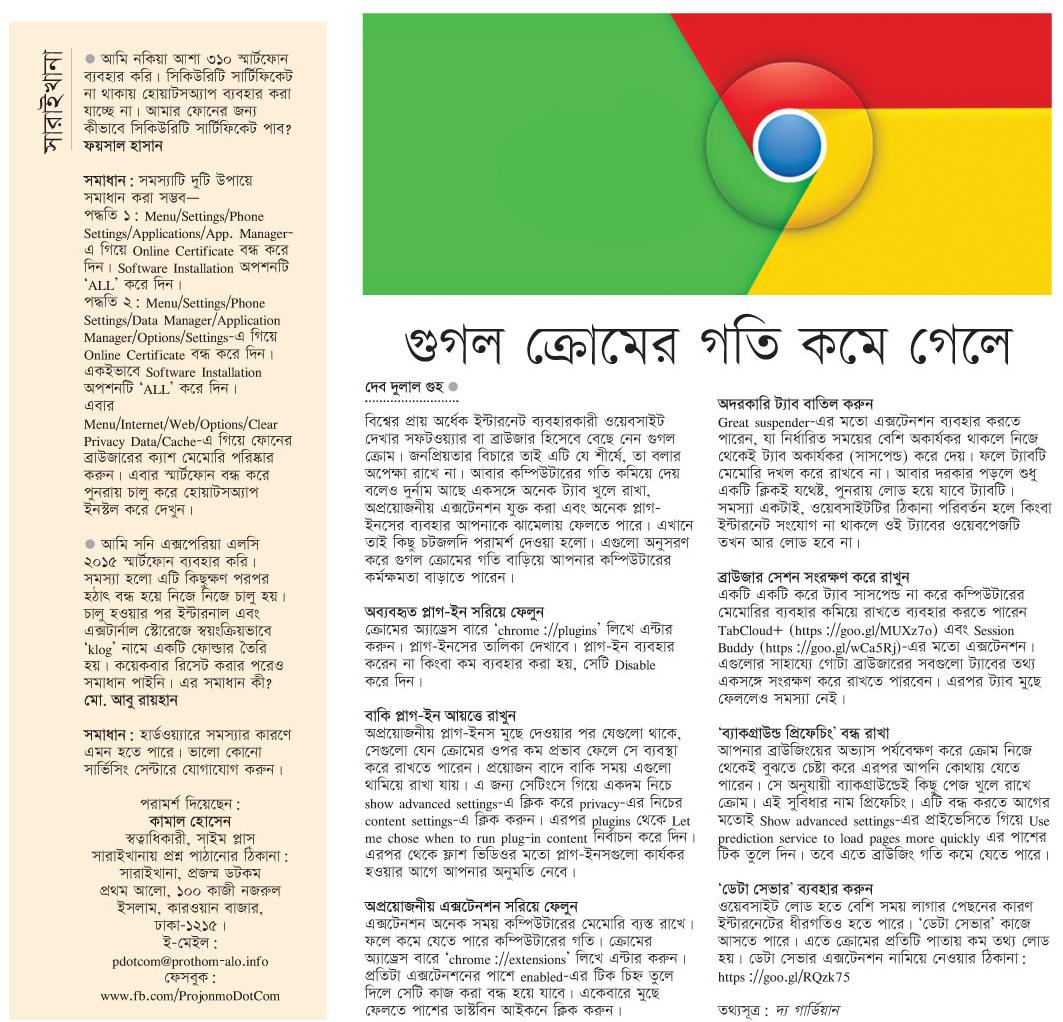 সারাইখানা
● আমি নকিয়া আশা ৩১০ স্মার্টফোন
ব্যবহার করি। সিকিউরিটি সার্টিফিকেট
না থাকায় হোয়াটসঅ্যাপ ব্যবহার করা
যাচ্ছে না। আমার ফোনের জন্য
কীভাবে সিকিউরিটি সার্টিফিকেট পাব?
ফয়সাল হাসান
সমাধান : সমস্যাটি দুটি উপায়ে
সমাধান করা সম্ভব—
পদ্ধতি ১ : Menu/Settings/Phone
Settings/Applications/App. Manager-
এ গিয়ে Online Certificate বন্ধ করে
দিন। Software Installation অপশনটি
‘ALL’ করে দিন।
পদ্ধতি ২ : Menu/Settings/Phone
Settings/Data Manager/Application
Manager/Options/Settings-এ গিয়ে
Online Certificate বন্ধ করে দিন।
একইভাবে Software Installation
অপশনটি ‘ALL’ করে দিন।
এবার
Menu/Internet/Web/Options/Clear
Privacy Data/Cache-এ গিয়ে ফোনের
ব্রাউজারের ক্যাশ মেমোরি পরিষ্কার
করুন। এবার স্মার্টফোন বন্ধ করে
পুনরায় চালু করে হোয়াটসঅ্যাপ
ইনস্টল করে দেখুন।
● আমি সনি এক্সপেরিয়া এলসি
২০১৫ স্মার্টফোন ব্যবহার করি।
সমস্যা হলো এটি কিছুক্ষণ পরপর
হঠাৎ বন্ধ হয়ে নিজে নিজে চালু হয়।
চালু হওয়ার পর ইন্টারনাল এবং
এক্সটার্নাল স্টোরেজে স্বয়ংক্রিয়ভাবে
‘klog’ নামে একটি ফোল্ডার তৈরি
হয়। কয়েকবার রিসেট করার পরেও
সমাধান পাইনি। এর সমাধান কী?
মো. আবু রায়হান
সমাধান : হার্ডওয়্যারে সমস্যার কারণে
এমন হতে পারে। ভালো কোনো
সার্ভিসিং সেন্টারে যোগাযোগ করুন।
পরামর্শ দিয়েছেন :
কামাল হোসেন
স্বত্বাধিকারী, সাইম প্লাস
সারাইখানায় প্রশ্ন পাঠানোর ঠিকানা :
সারাইখানা, প্রজন্ম ডটকম
প্রথম আলো, ১০০ কাজী নজরুল
ইসলাম, কারওয়ান বাজার,
ঢাকা-১২১৫।
ই-মেইল :
pdotcom@prothom-alo.info
ফেসবুক :
www.fb.com/ProjonmoDotCom
গুগল ক্রোমের গতি কমে গেলে
দেব দুলাল গুহ ●
বিশ্বের প্রায় অর্ধেক ইন্টারনেট ব্যবহারকারী ওয়েবসাইট
দেখার সফটওয়্যার বা ব্রাউজার হিসেবে বেছে নেন গুগল
ক্রোম। জনপ্রিয়তার বিচারে তাই এটি যে শীর্ষে, তা বলার
অপেক্ষা রাখে না। আবার কম্পিউটারের গতি কমিয়ে দেয়
বলেও দুর্নাম আছে একসঙ্গে অনেক ট্যাব খুলে রাখা,
অপ্রয়োজনীয় এক্সটেনশন যুক্ত করা এবং অনেক প্লাগ-
ইনসের ব্যবহার আপনাকে ঝামেলায় ফেলতে পারে। এখানে
তাই কিছু চটজলদি পরামর্শ দেওয়া হলো। এগুলো অনুসরণ
করে গুগল ক্রোমের গতি বাড়িয়ে আপনার কম্পিউটারের
কর্মক্ষমতা বাড়াতে পারেন।
অব্যবহৃত প্লাগ-ইন সরিয়ে ফেলুন
ক্রোমের অ্যাড্রেস বারে ‘chrome ://plugins’ লিখে এন্টার
করুন। প্লাগ-ইনসের তালিকা দেখাবে। প্লাগ-ইন ব্যবহার
করেন না কিংবা কম ব্যবহার করা হয়, সেটি Disable
করে দিন।
বাকি প্লাগ-ইন আয়ত্তে রাখুন
অপ্রয়োজনীয় প্লাগ-ইনস মুছে দেওয়ার পর যেগুলো থাকে,
সেগুলো যেন ক্রোমের ওপর কম প্রভাব ফেলে সে ব্যবস্থা
করে রাখতে পারেন। প্রয়োজন বাদে বাকি সময় এগুলো
থামিয়ে রাখা যায়। এ জন্য সেটিংসে গিয়ে একদম নিচে
show advanced settings-এ ক্লিক করে privacy-এর নিচের
content settings-এ ক্লিক করুন। এরপর plugins থেকে Let
me chose when to run plug-in content নির্বাচন করে দিন।
এরপর থেকে ফ্লাশ ভিডিওর মতো প্লাগ-ইনসগুলো কার্যকর
হওয়ার আগে আপনার অনুমতি নেবে।
অপ্রয়োজনীয় এক্সটেনশন সরিয়ে ফেলুন
এক্সটেনশন অনেক সময় কম্পিউটারের মেমোরি ব্যস্ত রাখে।
ফলে কমে যেতে পারে কম্পিউটারের গতি। ক্রোমের
অ্যাড্রেস বারে ‘chrome ://extensions’ লিখে এন্টার করুন।
প্রতিটা এক্সটেনশনের পাশে enabled-এর টিক চিহ্ন তুলে
দিলে সেটি কাজ করা বন্ধ হয়ে যাবে। একেবারে মুছে
ফেলতে পাশের ডাস্টবিন আইকনে ক্লিক করুন।
অদরকারি ট্যাব বাতিল করুন
Great suspender-এর মতো এক্সটেনশন ব্যবহার করতে
পারেন, যা নির্ধারিত সময়ের বেশি অকার্যকর থাকলে নিজে
থেকেই ট্যাব অকার্যকর (সাসপেন্ড) করে দেয়। ফলে ট্যাবটি
মেমোরি দখল করে রাখবে না। আবার দরকার পড়লে শুধু
একটি ক্লিকই যথেষ্ট, পুনরায় লোড হয়ে যাবে ট্যাবটি।
সমস্যা একটাই, ওয়েবসাইটটির ঠিকানা পরিবর্তন হলে কিংবা
ইন্টারনেট সংযোগ না থাকলে ওই ট্যাবের ওয়েবপেজটি
তখন আর লোড হবে না।
ব্রাউজার সেশন সংরক্ষণ করে রাখুন
একটি একটি করে ট্যাব সাসপেন্ড না করে কম্পিউটারের
মেমোরির ব্যবহার কমিয়ে রাখতে ব্যবহার করতে পারেন
TabCloud+ (https ://goo.gl/MUXz7o) এবং Session
Buddy (https ://goo.gl/wCa5Rj)-এর মতো এক্সটেনশন।
এগুলোর সাহায্যে গোটা ব্রাউজারের সবগুলো ট্যাবের তথ্য
একসঙ্গে সংরক্ষণ করে রাখতে পারবেন। এরপর ট্যাব মুছে
ফেললেও সমস্যা নেই।
‘ব্যাকগ্রাউন্ড প্রিফেচিং’ বন্ধ রাখা
আপনার ব্রাউজিংয়ের অভ্যাস পর্যবেক্ষণ করে ক্রোম নিজে
থেকেই বুঝতে চেষ্টা করে এরপর আপনি কোথায় যেতে
পারেন। সে অনুযায়ী ব্যাকগ্রাউন্ডেই কিছু পেজ খুলে রাখে
ক্রোম। এই সুবিধার নাম প্রিফেচিং। এটি বন্ধ করতে আগের
মতোই Show advanced settings-এর প্রাইভেসিতে গিয়ে Use
prediction service to load pages more quickly এর পাশের
টিক তুলে দিন। তবে এতে ব্রাউজিং গতি কমে যেতে পারে।
‘ডেটা সেভার’ ব্যবহার করুন
ওয়েবসাইট লোড হতে বেশি সময় লাগার পেছনের কারণ
ইন্টারনেটের ধীরগতিও হতে পারে। ‘ডেটা সেভার’ কাজে
আসতে পারে। এতে ক্রোমের প্রতিটি পাতায় কম তথ্য লোড
হয়। ডেটা সেভার এক্সটেনশন নামিয়ে নেওয়ার ঠিকানা :
https ://goo.gl/RQzk75
তথ্যসূত্র : দ্য গার্ডিয়ান